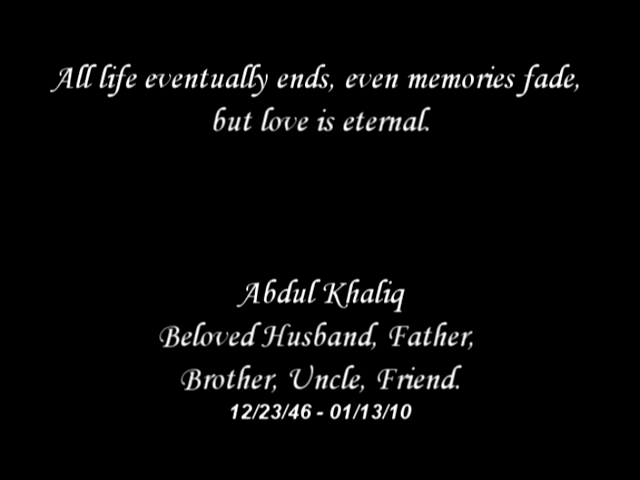 All life eventually ends, even memories fade,
but love is eternal.
Abdul Khaliq
Beloved Husband, Father,
Brother, Uncle, Friend.
12/23/46 - 01/13/10